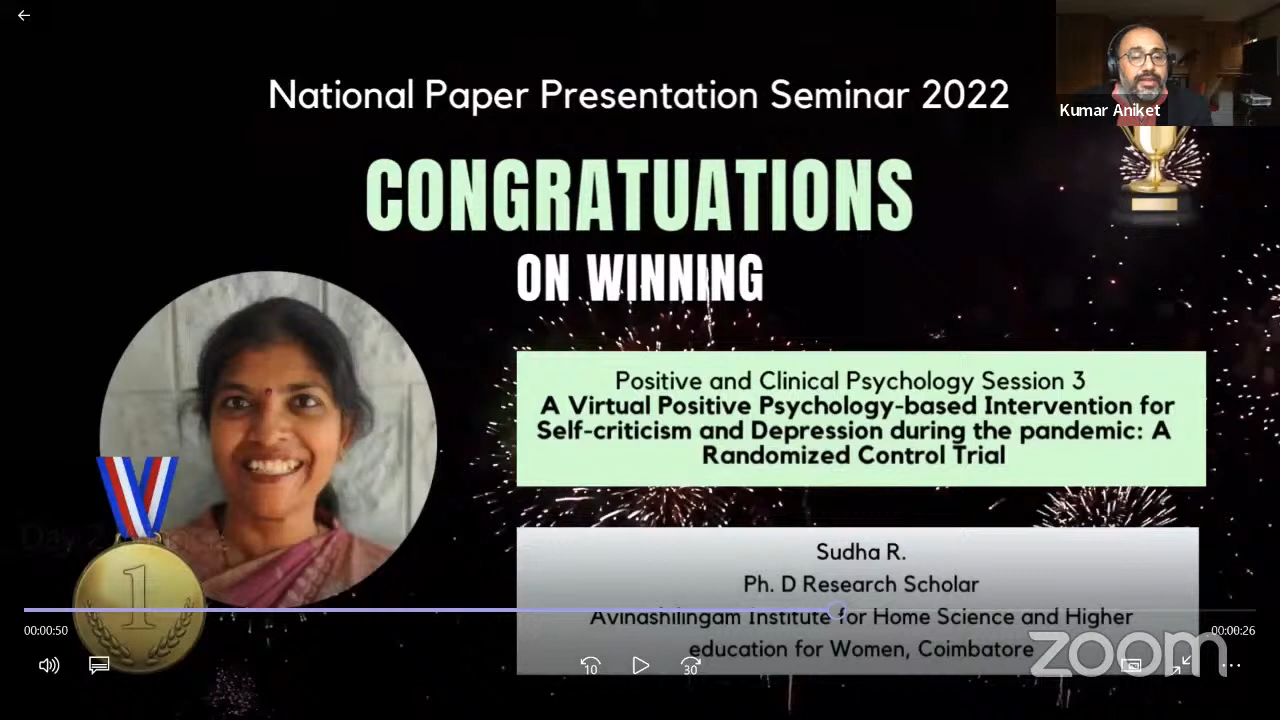 National Paper Presentation Seminar 2022
Kumar Aniket
CONGRATUATIONS
ON WINNING
Positive and Clinical Psychology Session 3
A Virtual Positive Psychology-based Intervention for
Self-criticism and Depression during the pandemic: A
Randomized Control Trial
Day 2
1
Sudha R.
Ph. D Research Scholar
Avinashilingam Institute for Home Science and Higher
education for Women, Coimbatore
00:00:50
00:00:26
10
30
zoom